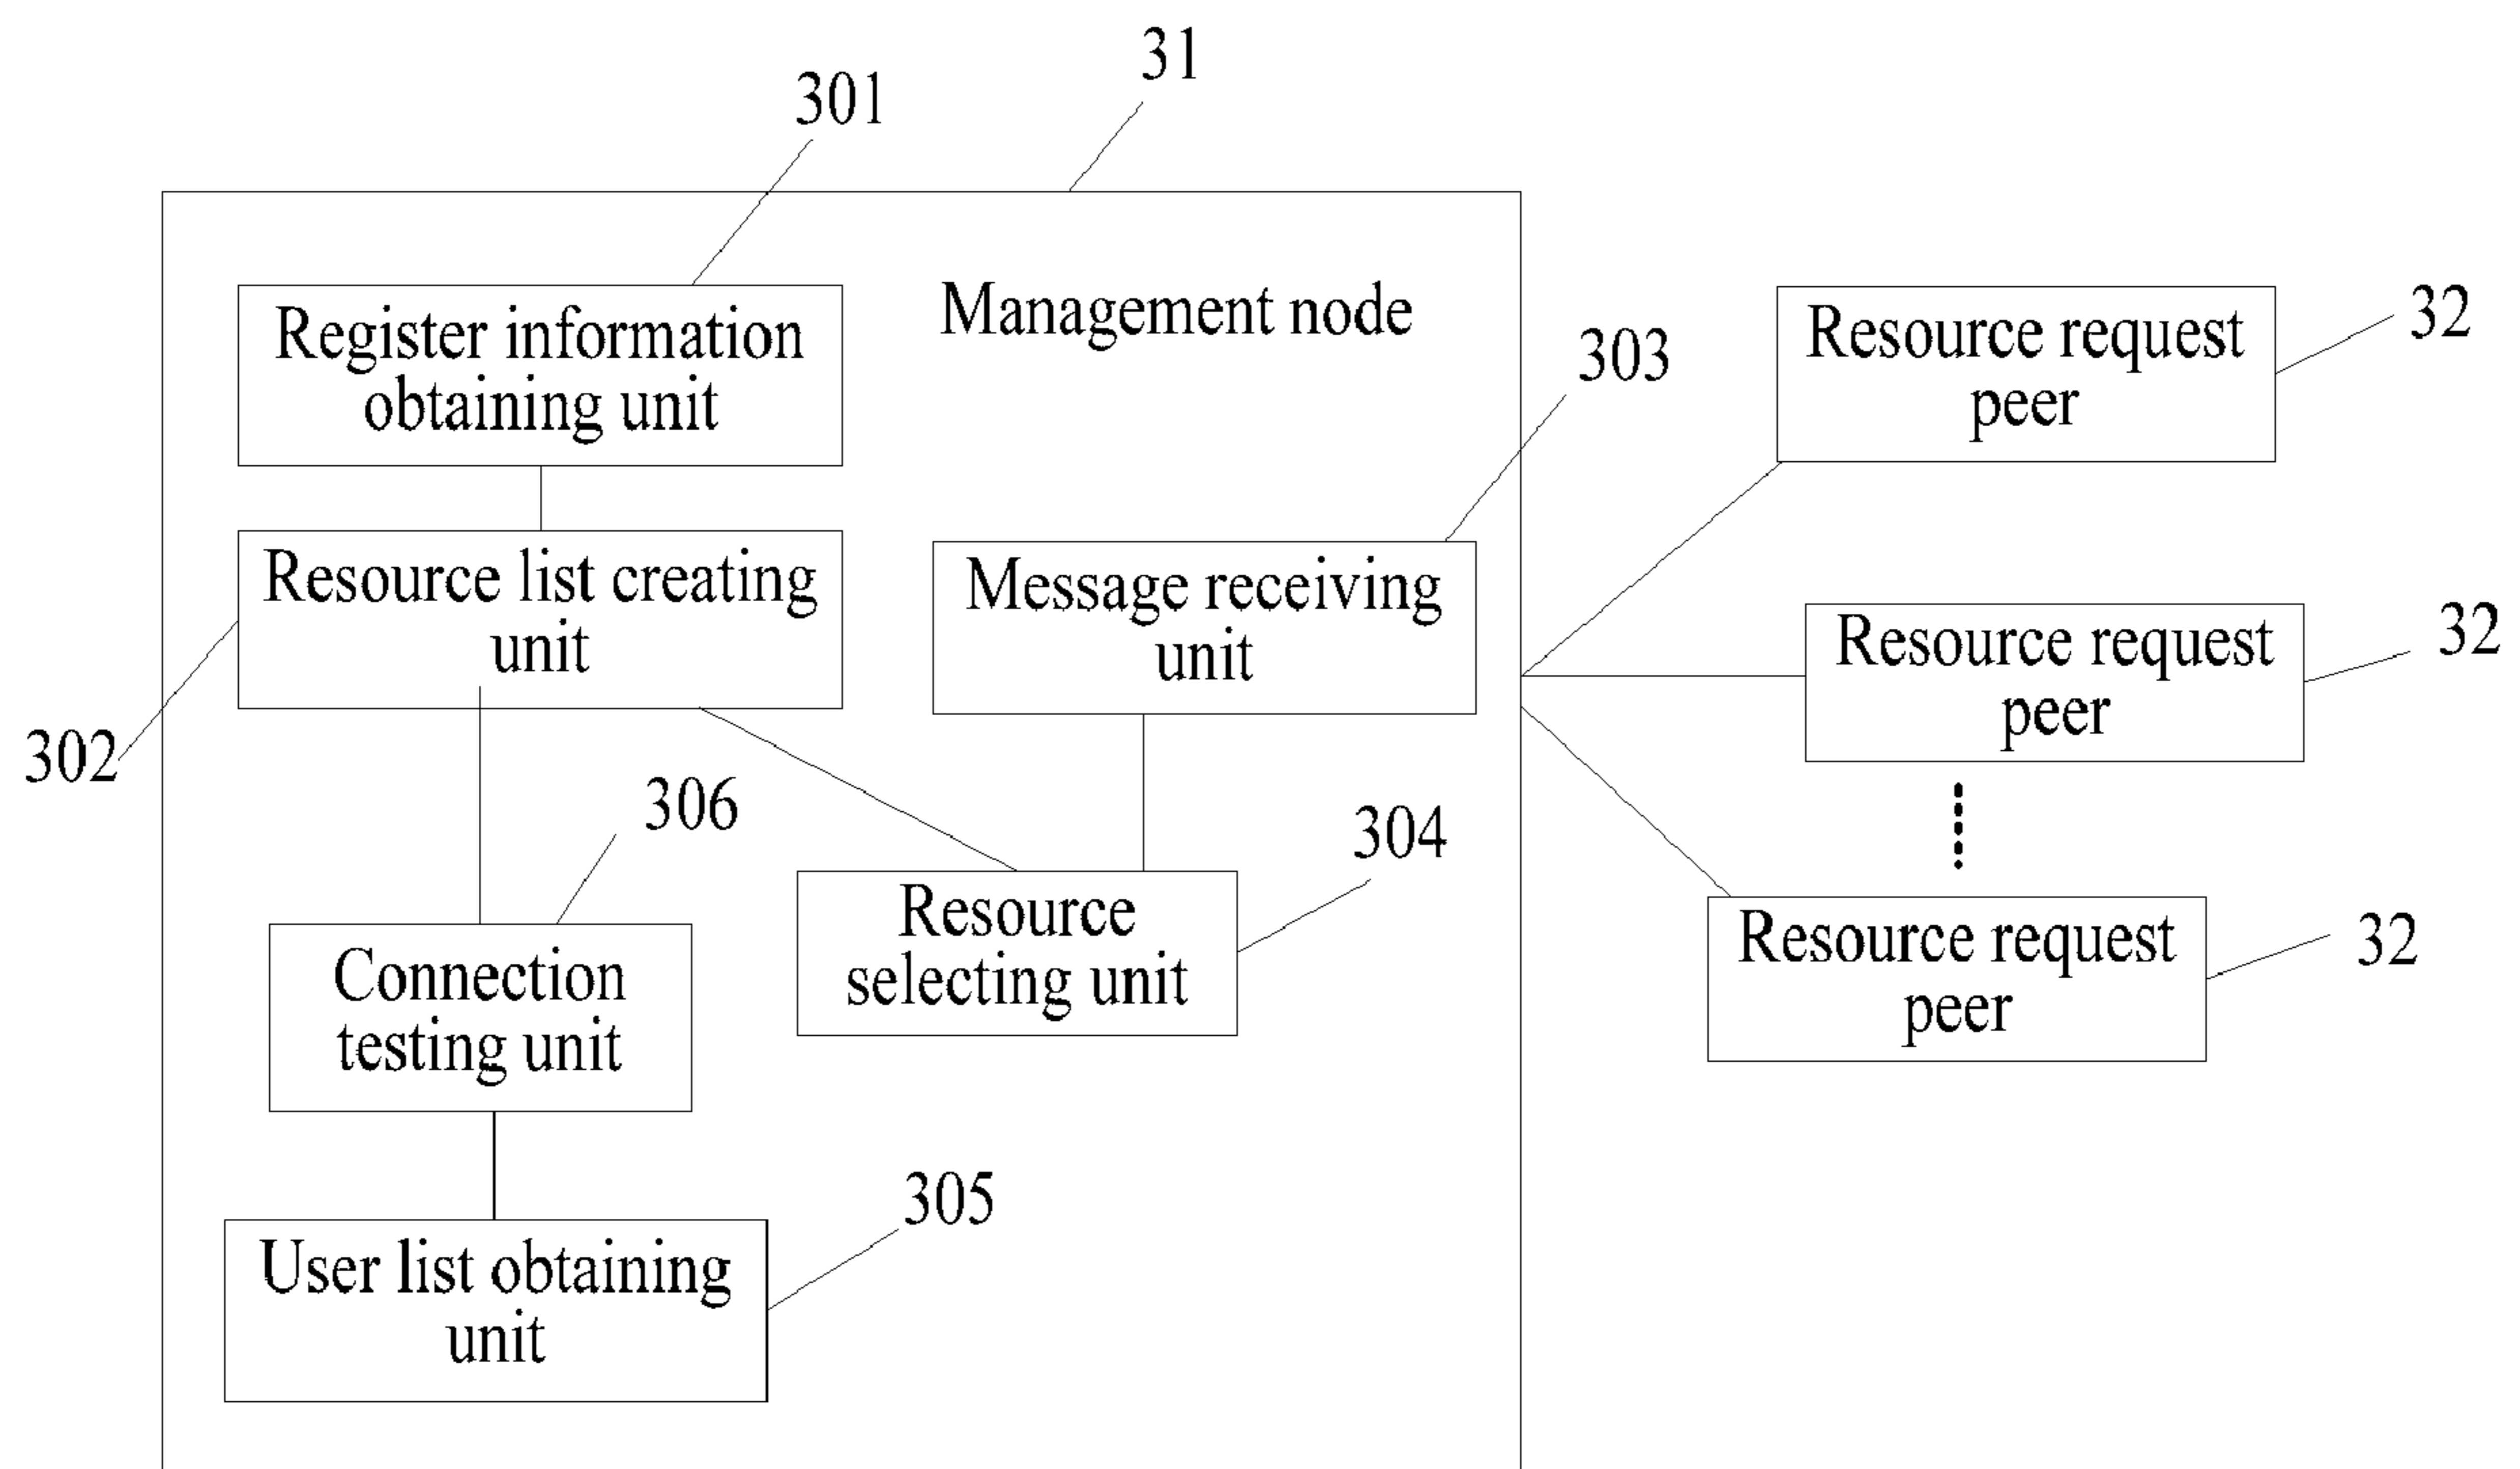 31
301
Management node
Register information
obtaining unit
303
Resource request
peer
32
Resource list creating
unit
302
Message receiving
unit
Resource request
peer
32
306
304
Connection
testing unit
Resource
selecting unit
Resource request
peer
32
305
User list obtaining
unit